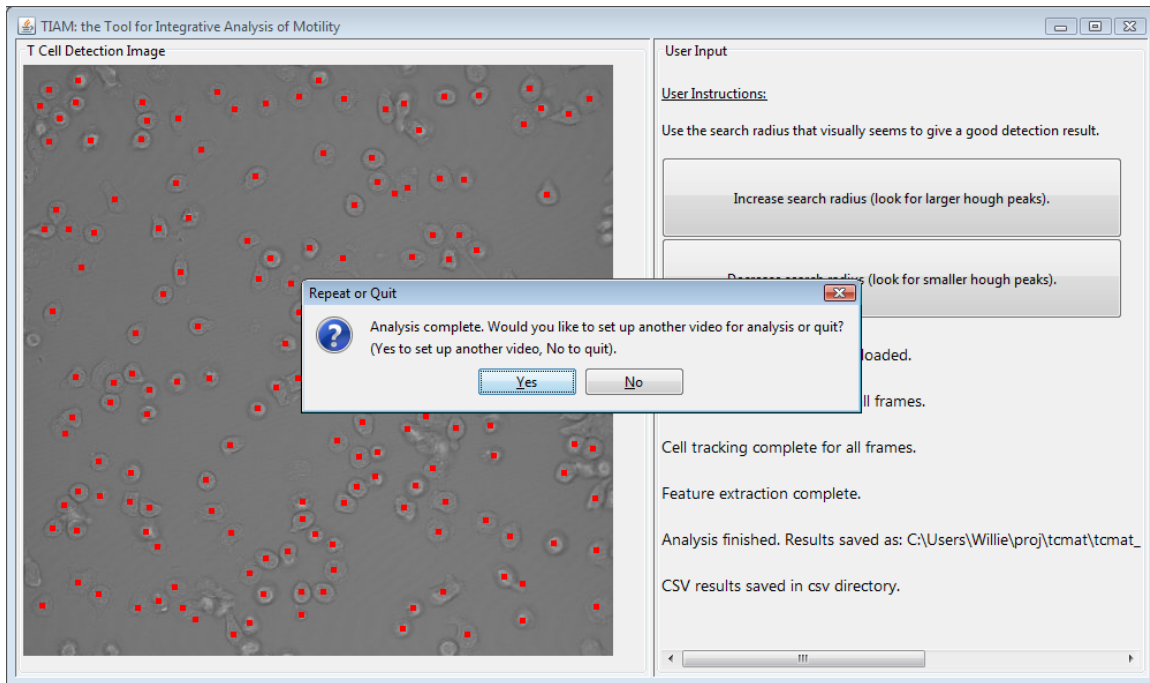 TIAM: the Tool for Integrative Analysis of Motility
T Cell Detection Image
User Input
User Instructions:
Use the search radius that visually seems to give a good detection result.
Increase search radius (look for larger hough peaks).
(look for smaller hough peaks).
Repeat or Quit
Analysis complete. Would you like to set up another video for analysis or quit?
(Yes to set up another video, No to quit).
Yes
No
loaded.
frames.
Cell tracking complete for all frames.
Feature extraction complete.
Analysis finished. Results saved as: C:\Users\Willie\proj\tcmat\tcmat_
CSV results saved in csv directory.